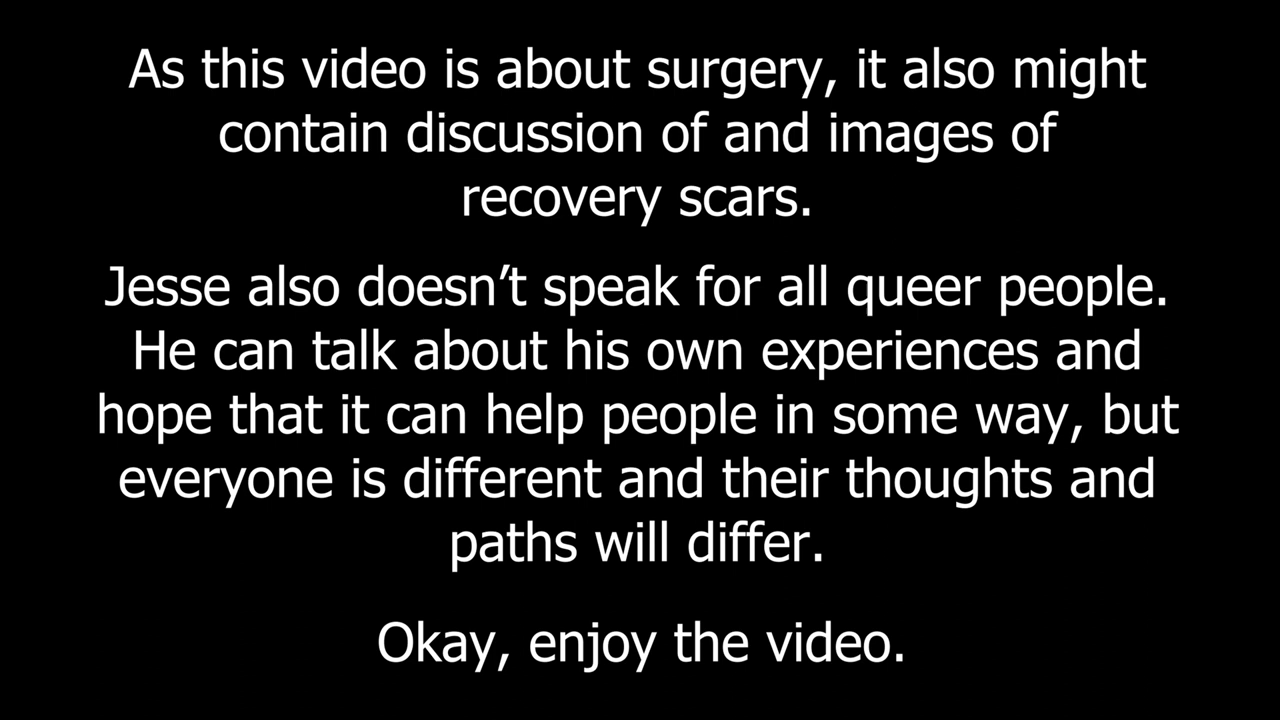 As this video is about surgery, it also might
contain discussion of and images of
recovery scars.
Jesse also doesn’t speak for all queer people.
He can talk about his own experiences and
hope that it can help people in some way, but
everyone is different and their thoughts and
paths will differ.
Okay, enjoy the video.